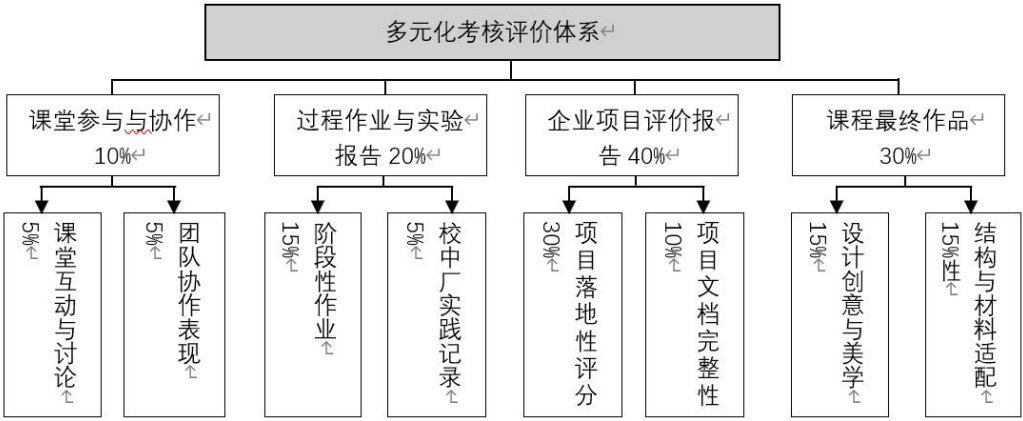 多元化考核评价体系
课堂参与与协作
10%
过程作业与实验
报告 20%
企业项目评价报
告 40%
课程最终作品
30%
课堂互动与讨论
5%
团队协作表现
5%
阶段性作业
15%
校中厂实践记录
5%
项目落地性评分
30%
项目文档完整性
10%
设计创意与美学
15%
结构与材料适配
15%性